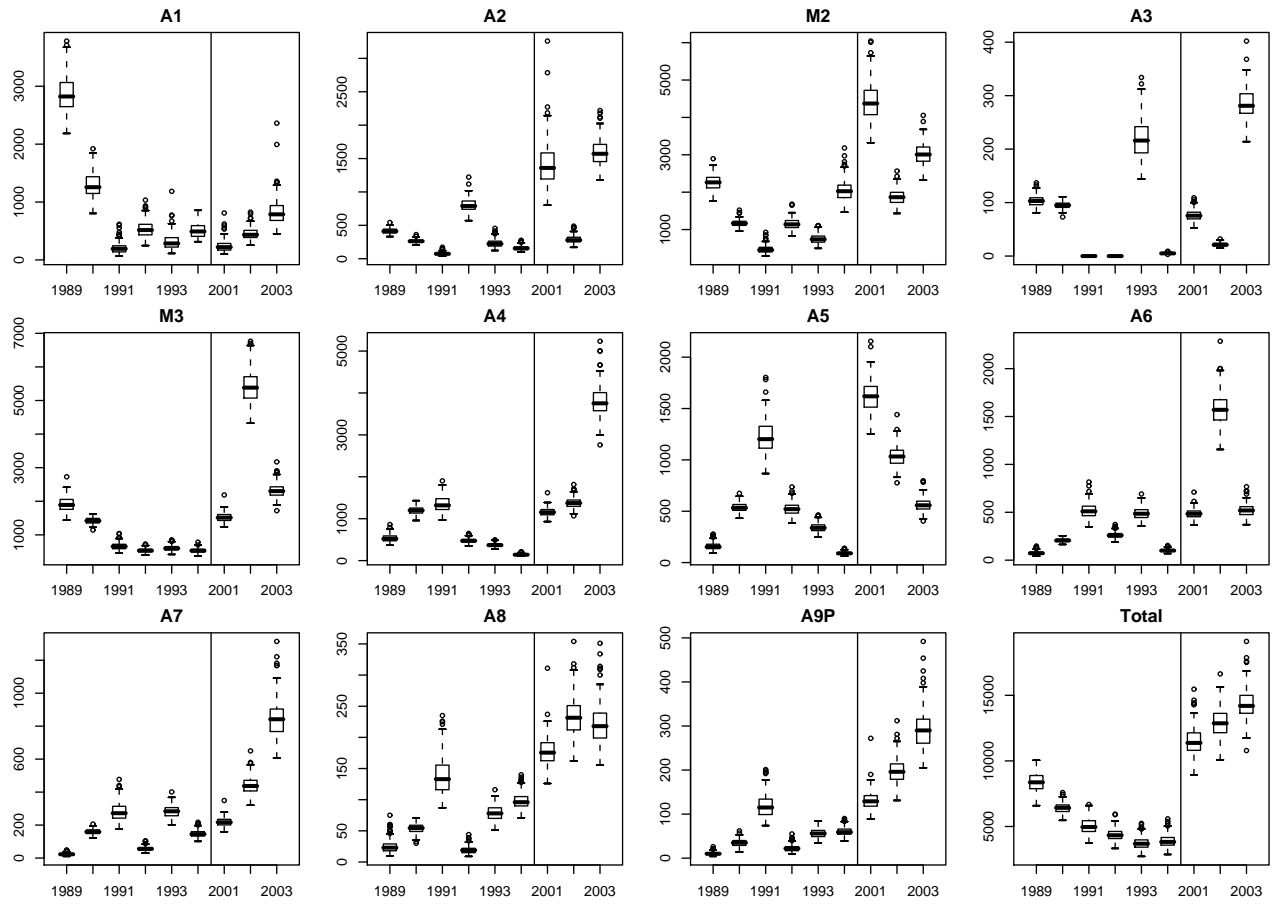 A1
0 1000 2000 3000
1989 1991 1993 2001 2003
A2
0 500 1500 2500
1989 1991 1993 2001 2003
M2
1000 3000 5000
1989 1991 1993 2001 2003
A3
0 100 200 300 400
1989 1991 1993 2001 2003
M3
1000 3000 5000 7000
1989 1991 1993 2001 2003
A4
0 1000 3000 5000
1989 1991 1993 2001 2003
A5
0 500 1000 1500 2000
1989 1991 1993 2001 2003
A6
0 500 1000 1500 2000
1989 1991 1993 2001 2003
A7
0 200 600 1000
1989 1991 1993 2001 2003
A8
0 50 150 250 350
1989 1991 1993 2001 2003
A9P
0 100 200 300 400 500
1989 1991 1993 2001 2003
Total
5000 10000 15000
1989 1991 1993 2001 2003